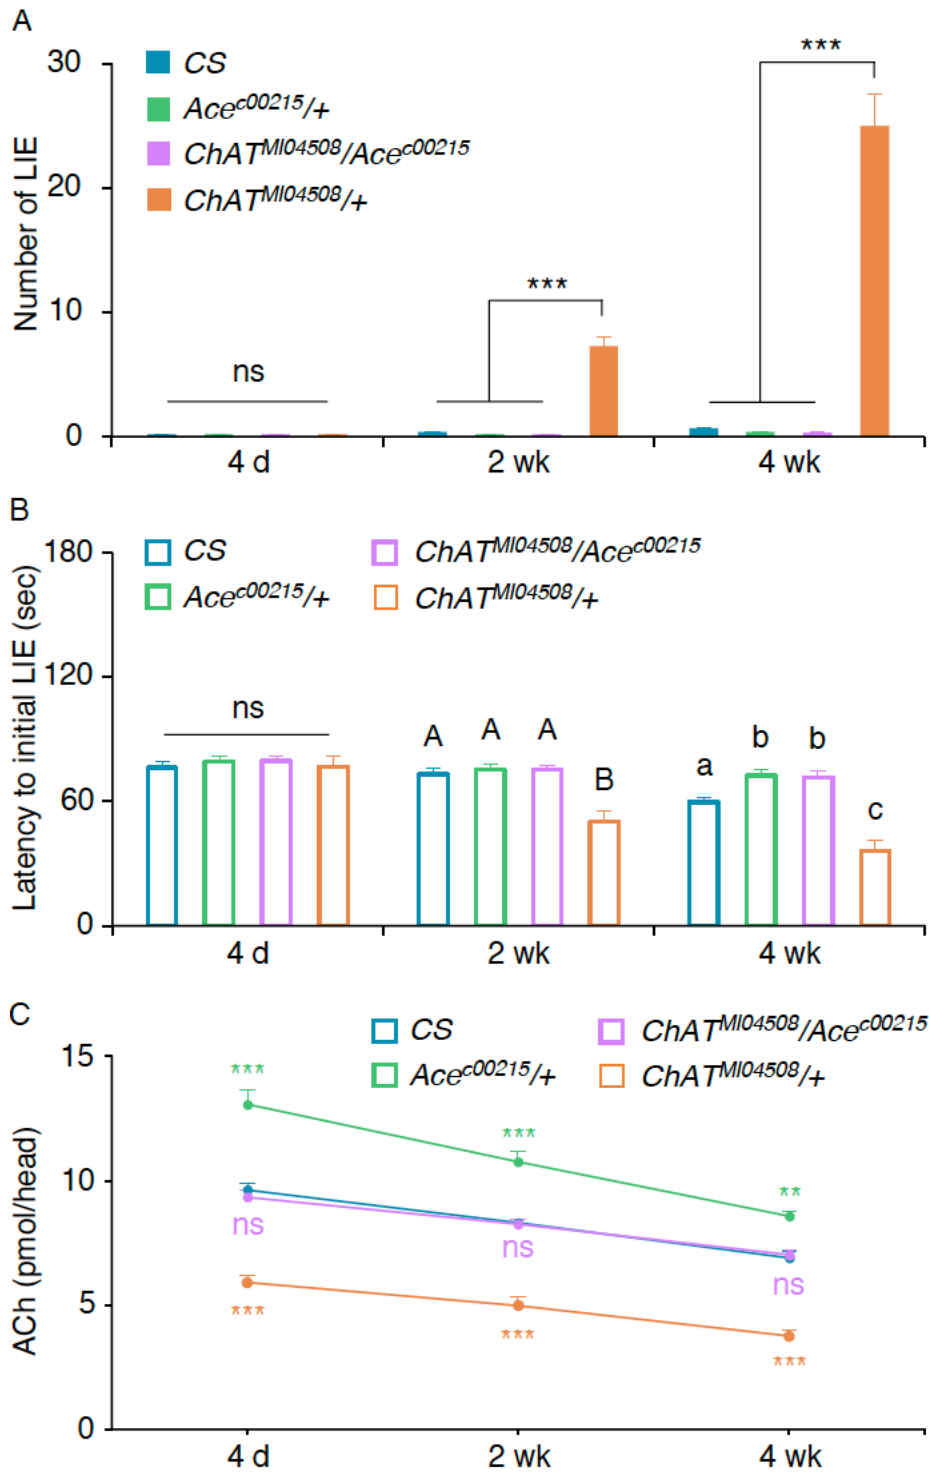 A
30
20
10
0
Number of LIE
CS
Ace^c00215/+
ChAT^MI04508/Ace^c00215
ChAT^MI04508/+
ns
***
***
4 d
2 wk
4 wk
B
180
120
60
0
Latency to initial LIE (sec)
CS
Ace^c00215/+
ChAT^MI04508/Ace^c00215
ChAT^MI04508/+
ns
A
A
A
B
a
b
b
c
4 d
2 wk
4 wk
C
15
10
5
0
ACh (pmol/head)
CS
Ace^c00215/+
ChAT^MI04508/Ace^c00215
ChAT^MI04508/+
***
***
**
ns
ns
ns
***
***
***
4 d
2 wk
4 wk